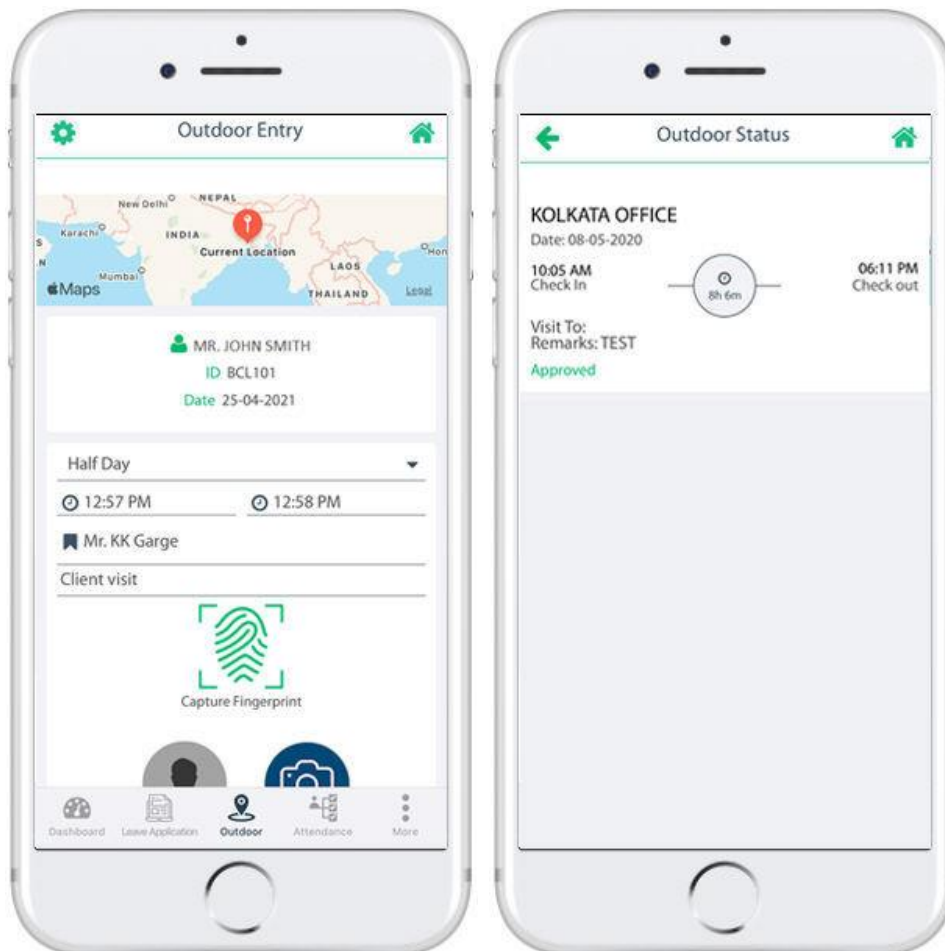 Outdoor Entry
New Delhi
NEPAL
Karachi
INDIA
Current Location
Mumbai
LAOS
Hon
Maps
THAILAND
Legal
S
N
MR. JOHN SMITH
ID BCL101
Date 25-04-2021
Half Day
12:57 PM 12:58 PM
Mr. KK Garge
Client visit
Capture Fingerprint
Dashboard Leave Application Outdoor Attendance More
Outdoor Status
KOLKATA OFFICE
Date: 08-05-2020
10:05 AM 06:11 PM
Check In 8h 6m Check out
Visit To:
Remarks: TEST
Approved